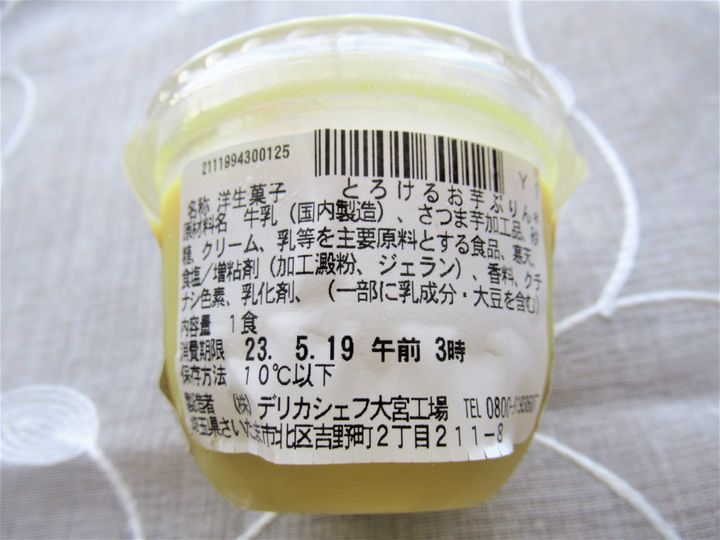 2111994300125
名称 洋生菓子 とろけるお芋ぷりん
原材料名 牛乳(国内製造)、さつま芋加工品、砂
糖、クリーム、乳等を主要原料とする食品、寒天、
食塩/増粘剤(加工澱粉、ジェラン)、香料、クチ
ナシ色素、乳化剤、(一部に乳成分・大豆を含む)
内容量 1食
消費期限 23. 5.19 午前 3時
保存方法 10℃以下
製造者 (株)デリカシェフ大宮工場 TEL 0800-
埼玉県さいたま市北区吉野町2丁目211-8